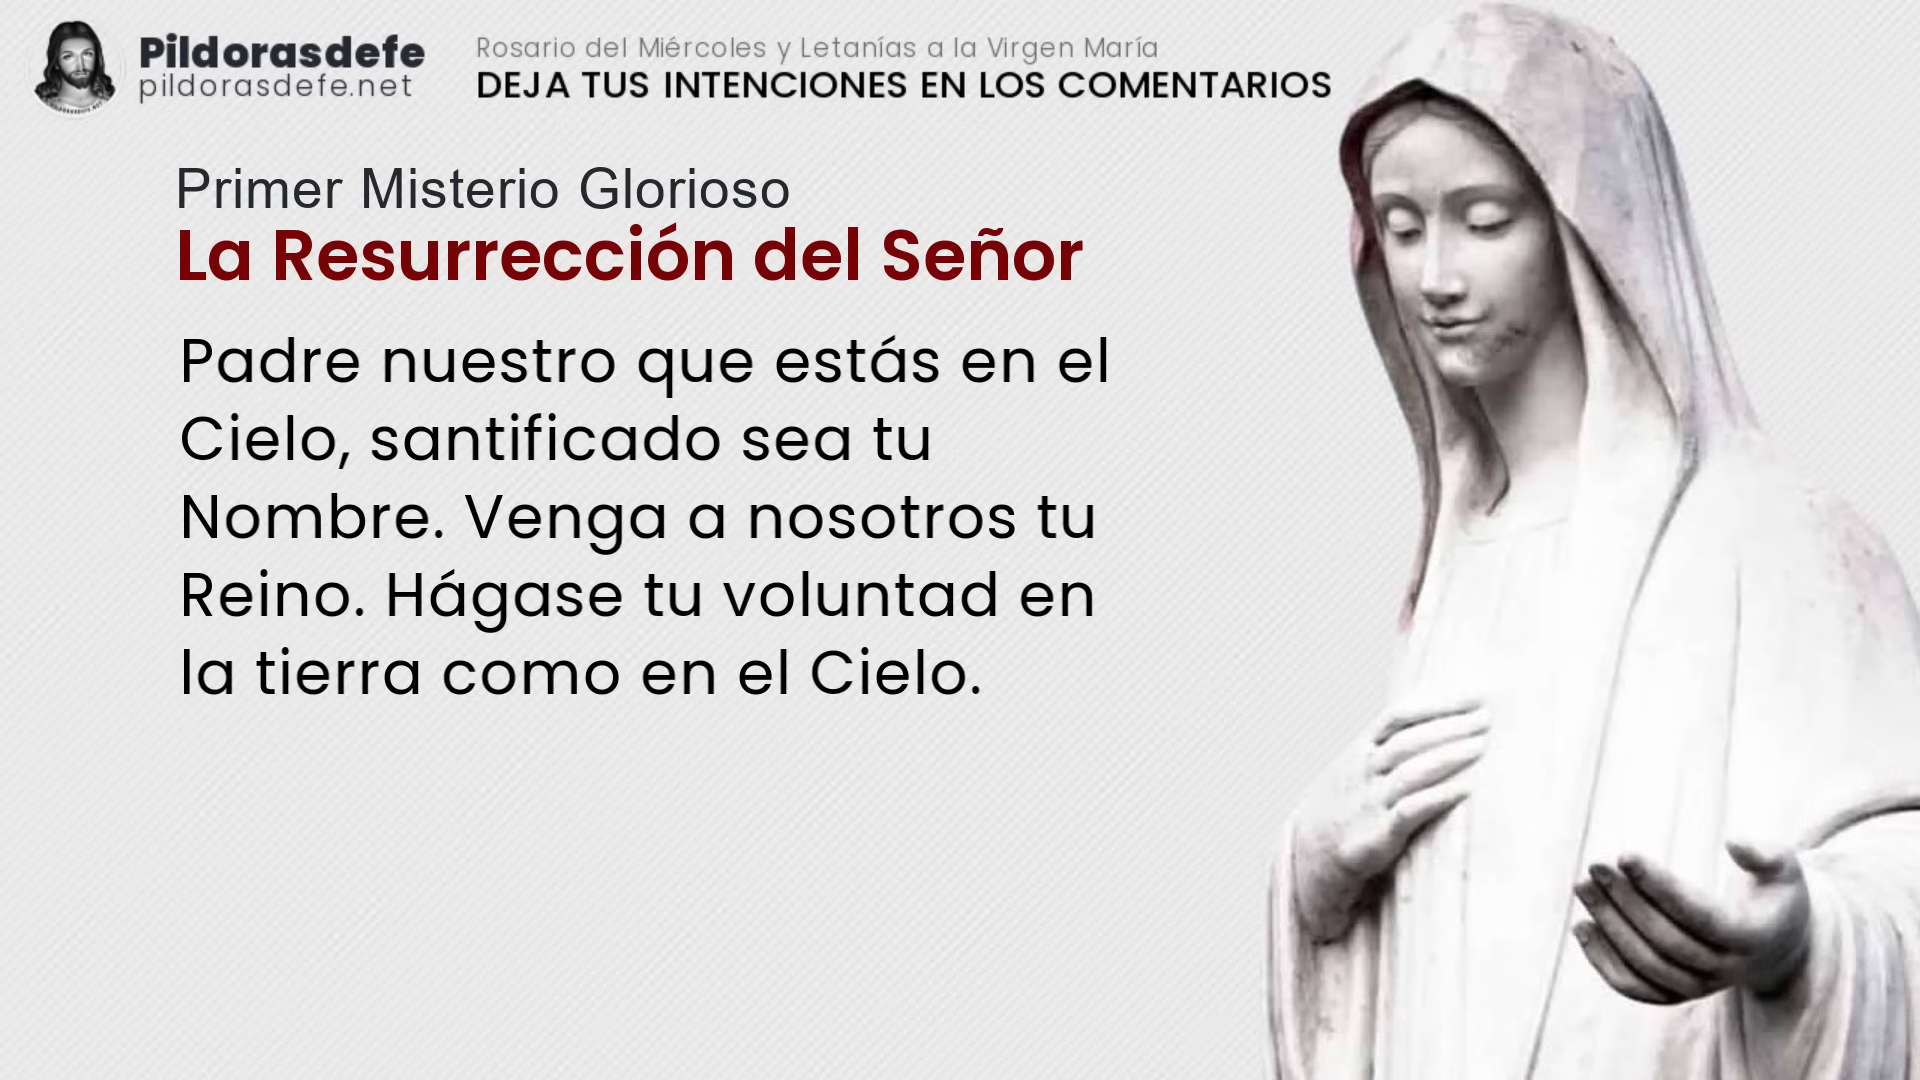 Pildorasdefe
pildorasdefe.net
Rosario del Miércoles y Letanías a la Virgen María
DEJA TUS INTENCIONES EN LOS COMENTARIOS
Primer Misterio Glorioso
La Resurrección del Señor
Padre nuestro que estás en el
Cielo, santificado sea tu
Nombre. Venga a nosotros tu
Reino. Hágase tu voluntad en
la tierra como en el Cielo.